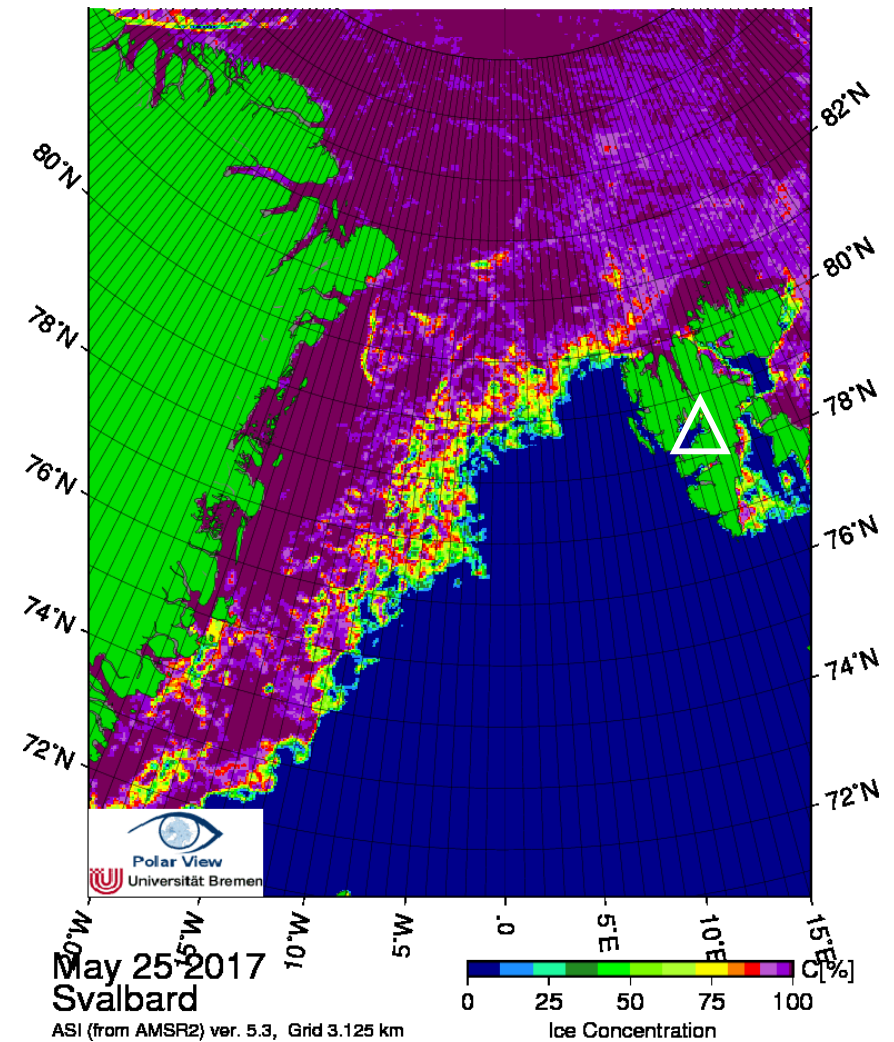 82°N
80°N
80°N
78°N
78°N
76°N
76°N
74°N
74°N
72°N
72°N
Polar View
Universität Bremen
20°W
15°W
10°W
5°W
0°
5°E
10°E
15°E
May 25 2017
Svalbard
ASI (from AMSR2) ver. 5.3, Grid 3.125 km
C[%]
0 25 50 75 100
Ice Concentration